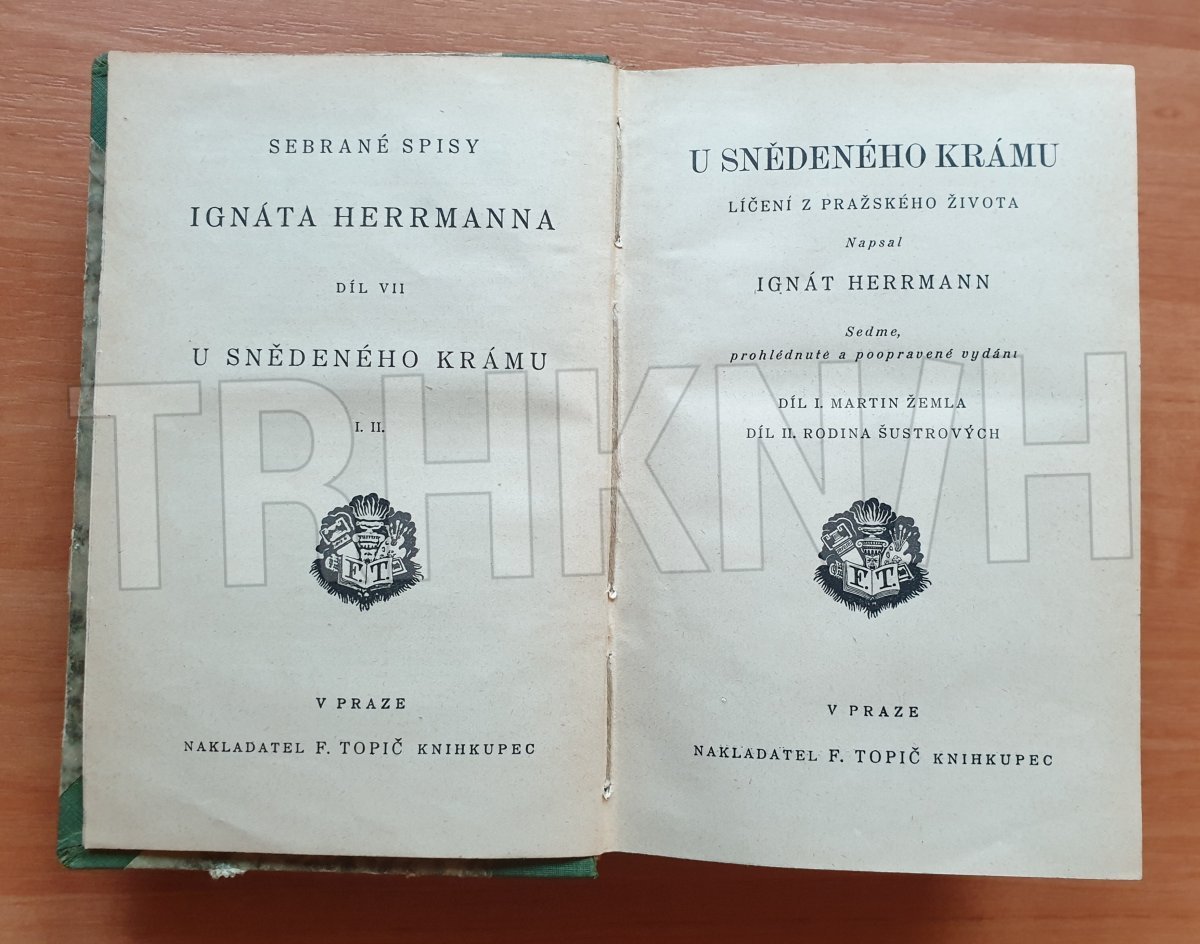 SEBRANÉ SPISY
IGNÁTA HERRMANNA
DÍL VII
U SNĚDENÉHO KRÁMU
I. II.
F. T.
V PRAZE
NAKLADATEL F. TOPIČ KNIHKUPEC
U SNĚDENÉHO KRÁMU
LÍČENÍ Z PRAŽSKÉHO ŽIVOTA
Napsal
IGNÁT HERRMANN
Sedmé,
prohlédnuté a poopravené vydání
DÍL I. MARTIN ŽEMLA
DÍL II. RODINA ŠUSTROVÝCH
F. T.
V PRAZE
NAKLADATEL F. TOPIČ KNIHKUPEC
TRHKNIH